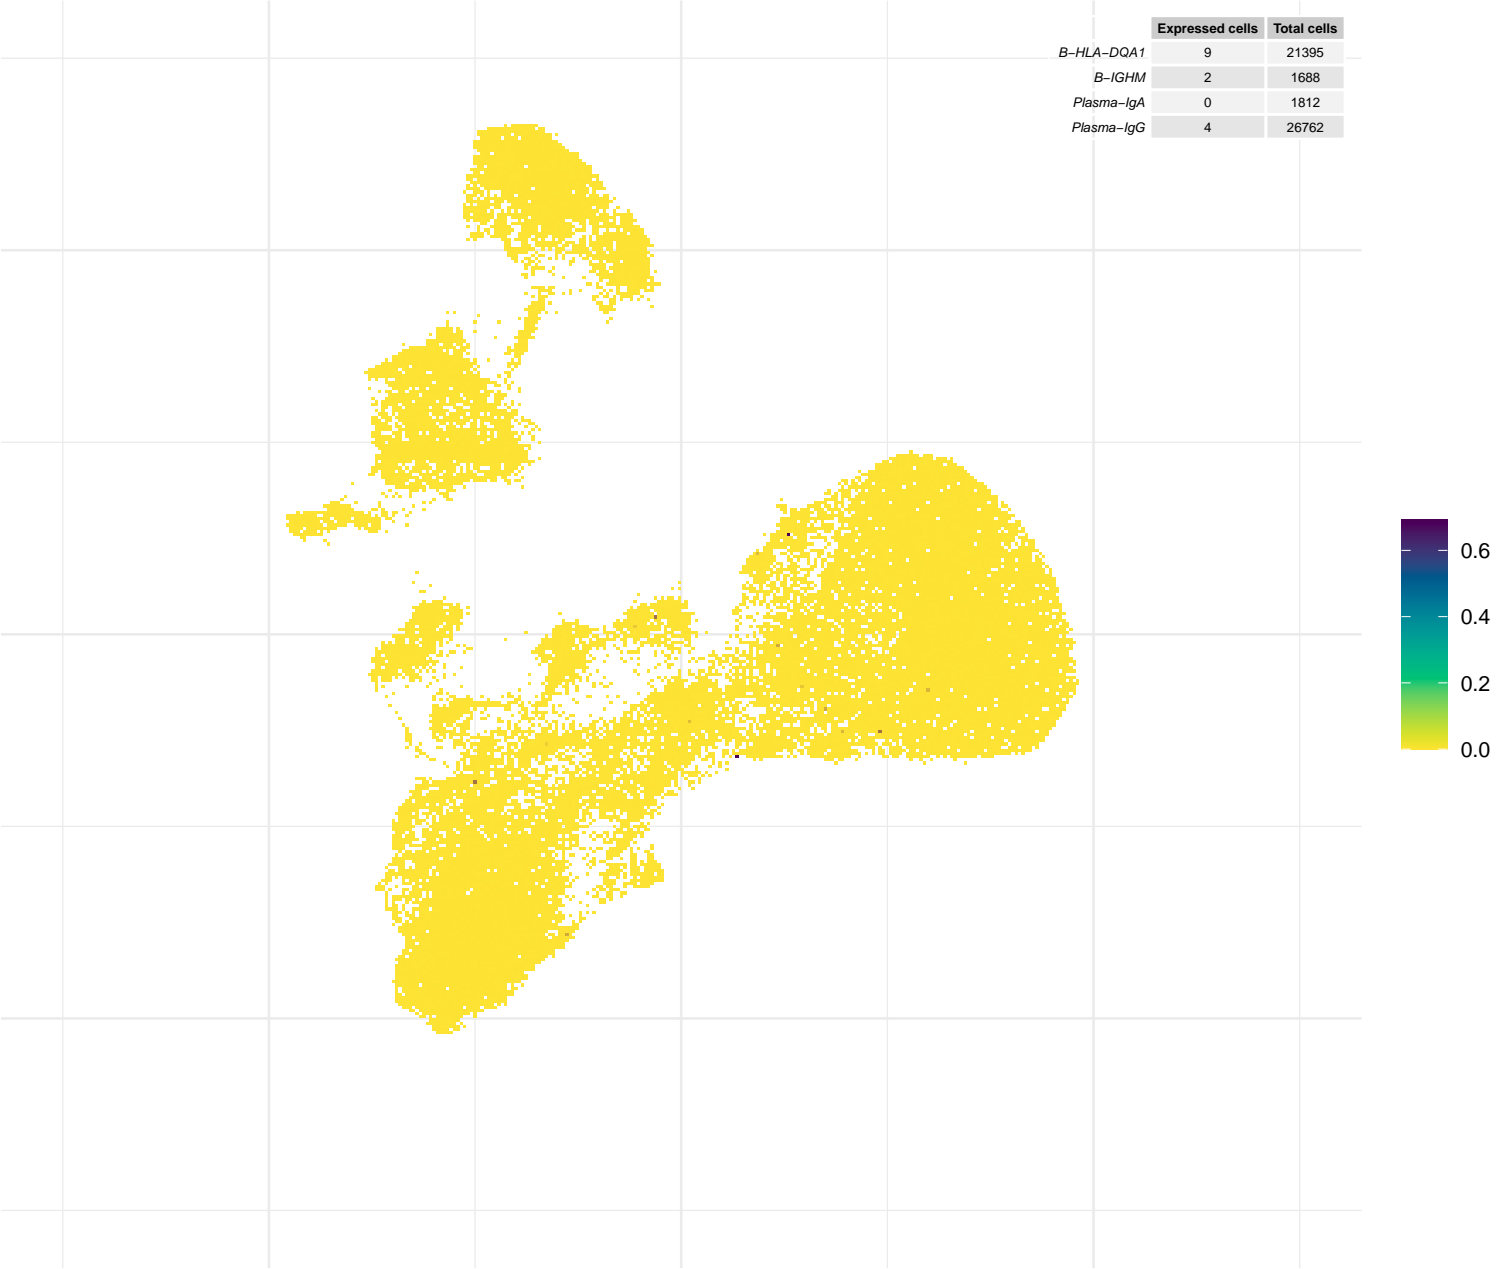 Expressed cells Total cells
B−HLA−DQA1 9 21395
B−IGHM 2 1688
Plasma−IgA 0 1812
Plasma−IgG 4 26762
0.6
0.4
0.2
0.0